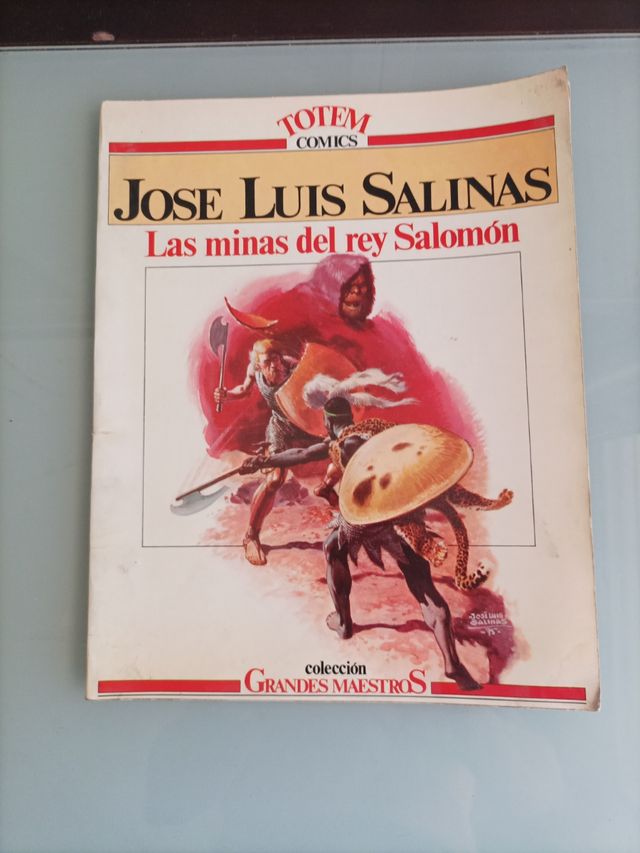 TOTEM
COMICS
JOSE LUIS SALINAS
Las minas del rey Salomón
JOSE LUIS
SALINAS
colección
GRANDES MAESTROS